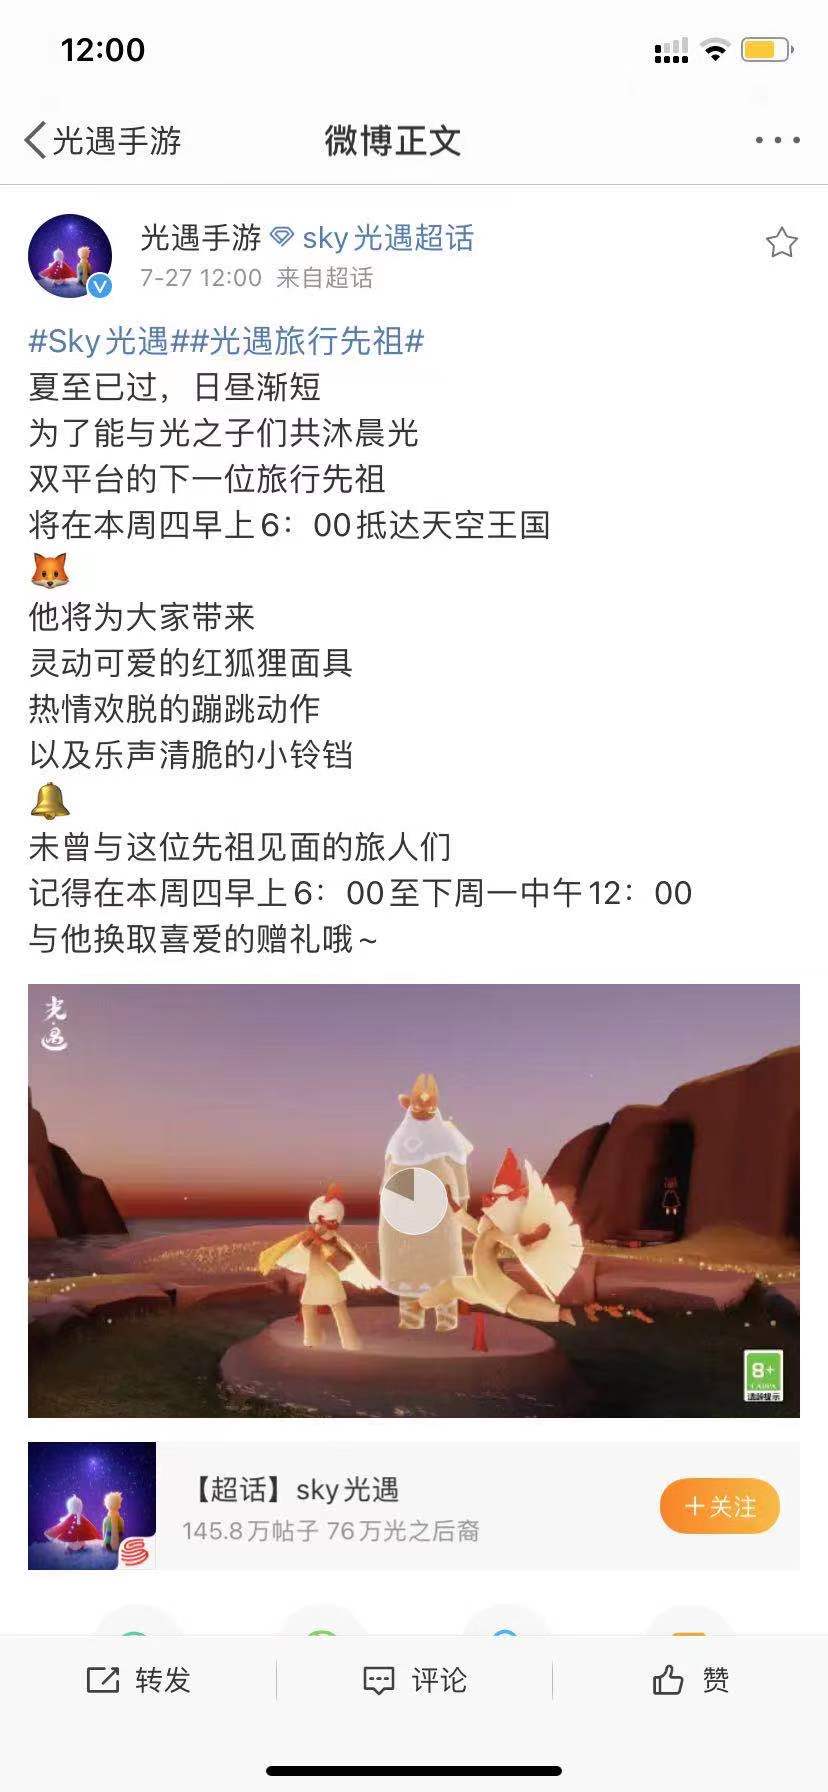 12:00
光遇手游
微博正文
光遇手游 sky光遇超话
7-27 12:00 来自超话
#Sky光遇##光遇旅行先祖#
夏至已过，日昼渐短
为了能与光之子们共沐晨光
双平台的下一位旅行先祖
将在本周四早上6：00抵达天空王国
🦊
他将为大家带来
灵动可爱的红狐狸面具
热情欢脱的蹦跳动作
以及乐声清脆的小铃铛
🔔
未曾与这位先祖见面的旅人们
记得在本周四早上6：00至下周一中午12：00
与他换取喜爱的赠礼哦~
光遇
8+
CADPA
适龄提示
【超话】sky光遇
145.8万帖子 76万光之后裔
+关注
转发
评论
赞